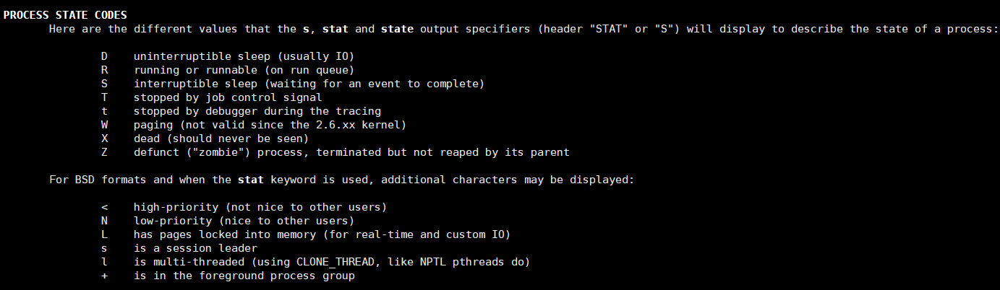 PROCESS STATE CODES
Here are the different values that the s, stat and state output specifiers (header "STAT" or "S") will display to describe the state of a process:
D uninterruptible sleep (usually IO)
R running or runnable (on run queue)
S interruptible sleep (waiting for an event to complete)
T stopped by job control signal
t stopped by debugger during the tracing
W paging (not valid since the 2.6.xx kernel)
X dead (should never be seen)
Z defunct ("zombie") process, terminated but not reaped by its parent
For BSD formats and when the stat keyword is used, additional characters may be displayed:
< high-priority (not nice to other users)
N low-priority (nice to other users)
L has pages locked into memory (for real-time and custom IO)
s is a session leader
l is multi-threaded (using CLONE_THREAD, like NPTL pthreads do)
+ is in the foreground process group